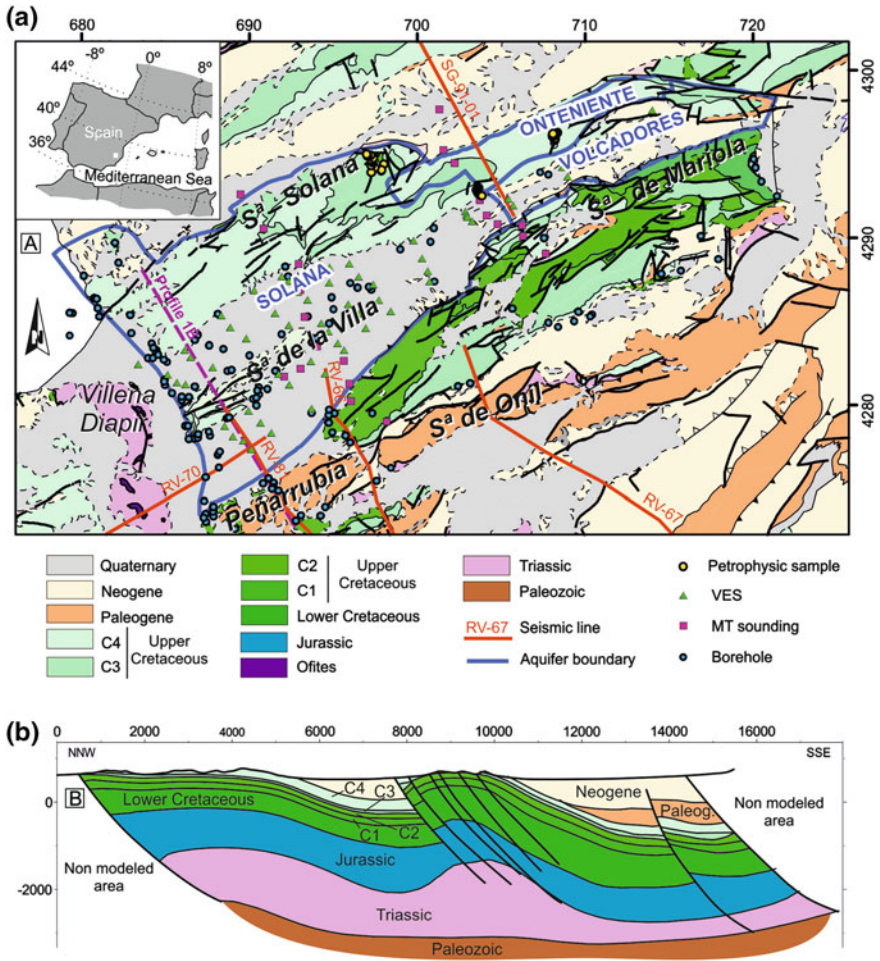 (a)
680 690 700 710 720
-8° 0° 8°
44°
40°
36°
Spain
Mediterranean Sea
4300
4290
4280
A
SG-91-01
ONTENIENTE
VOLCADORES
Sª Solana
Sª de Mariola
SOLANA
Sª de la Villa
Villena
Diapir
RV-70
Peñarrubia
Sª de Onil
RV-67
Quaternary
Neogene
Paleogene
C4
C3
Upper
Cretaceous
C2
C1
Upper
Cretaceous
Lower Cretaceous
Jurassic
Ofites
Triassic
Paleozoic
RV-67 Seismic line
Aquifer boundary
Petrophysic sample
VES
MT sounding
Borehole
(b)
0 2000 4000 6000 8000 10000 12000 14000 16000
NNW SSE
B
0
-2000
Lower Cretaceous
C4
C3
C1
C2
Jurassic
Triassic
Paleozoic
Neogene
Paleog.
Non modeled
area
Non modeled
area